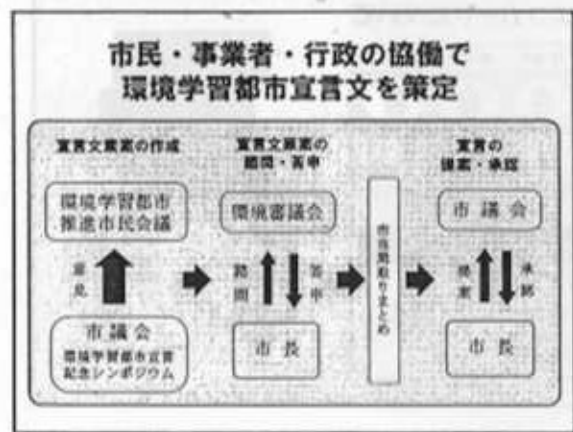 市民・事業者・行政の協働で
環境学習都市宣言文を策定
宣言文素案の作成
環境学習都市
推進市民会議
意見
市議会
環境学習都市宣言
記念シンポジウム
宣言文原案の
諮問・答申
環境審議会
諮問
答申
市長
市当局取りまとめ
宣言の
提案・承認
市議会
提案
承認
市長